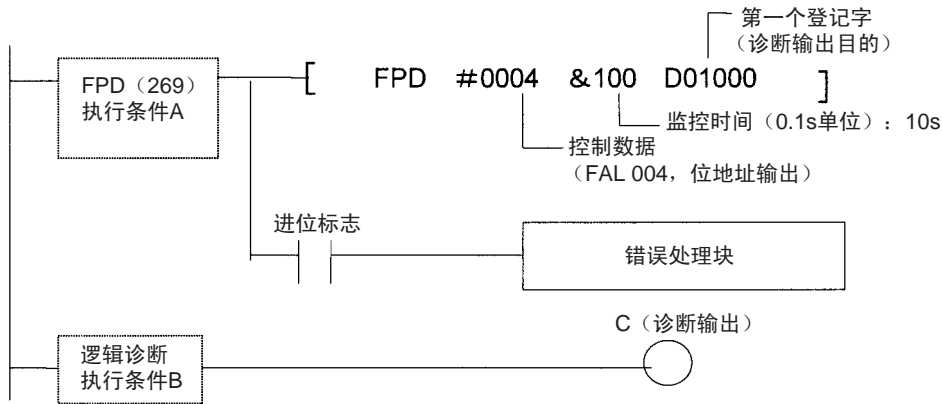 第一个登记字
（诊断输出目的）
FPD（269）
执行条件A
[ FPD #0004 &100 D01000 ]
监控时间（0.1s单位）：10s
控制数据
（FAL 004，位地址输出）
进位标志
错误处理块
C（诊断输出）
逻辑诊断
执行条件B